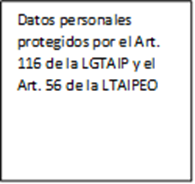 Datos personales
protegidos por el Art.
116 de la LGTAIP y el
Art. 56 de la LTAIPEO